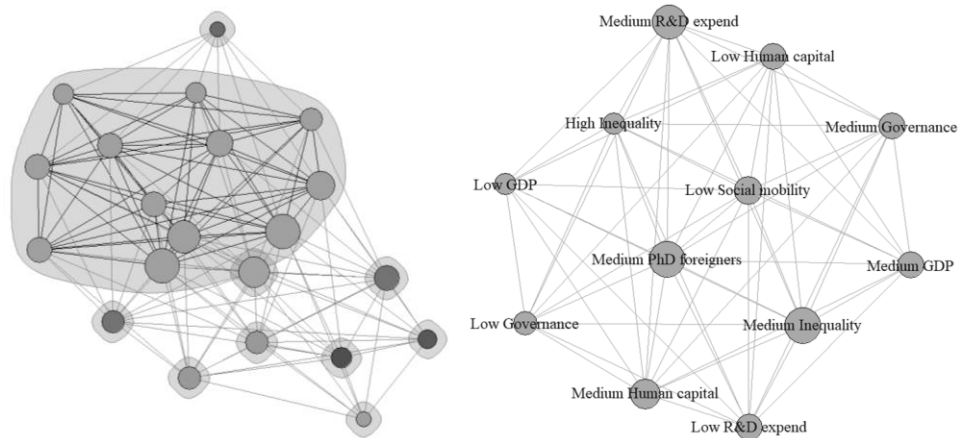 Medium R&D expend
Low Human capital
High Inequality
Medium Governance
Low GDP
Low Social mobility
Medium PhD foreigners
Medium GDP
Low Governance
Medium Inequality
Medium Human capital
Low R&D expend